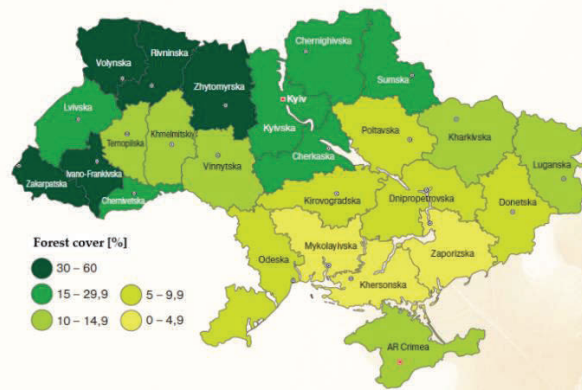 Volynska
Rivninska
Zhytomyrska
Chernighivska
Sumska
Lvivska
Kyiv
Kyivska
Ternopilska
Khmelnitskiy
Vinnytska
Cherkaska
Poltavska
Kharkivska
Luganska
Zakarpatska
Ivano-Frankivska
Chernivetska
Kirovogradska
Dnipropetrovska
Donetska
Odeska
Mykolayivska
Zaporizska
Khersonska
AR Crimea
Forest cover [%]
30 – 60
15 – 29,9
10 – 14,9
5 – 9,9
0 – 4,9